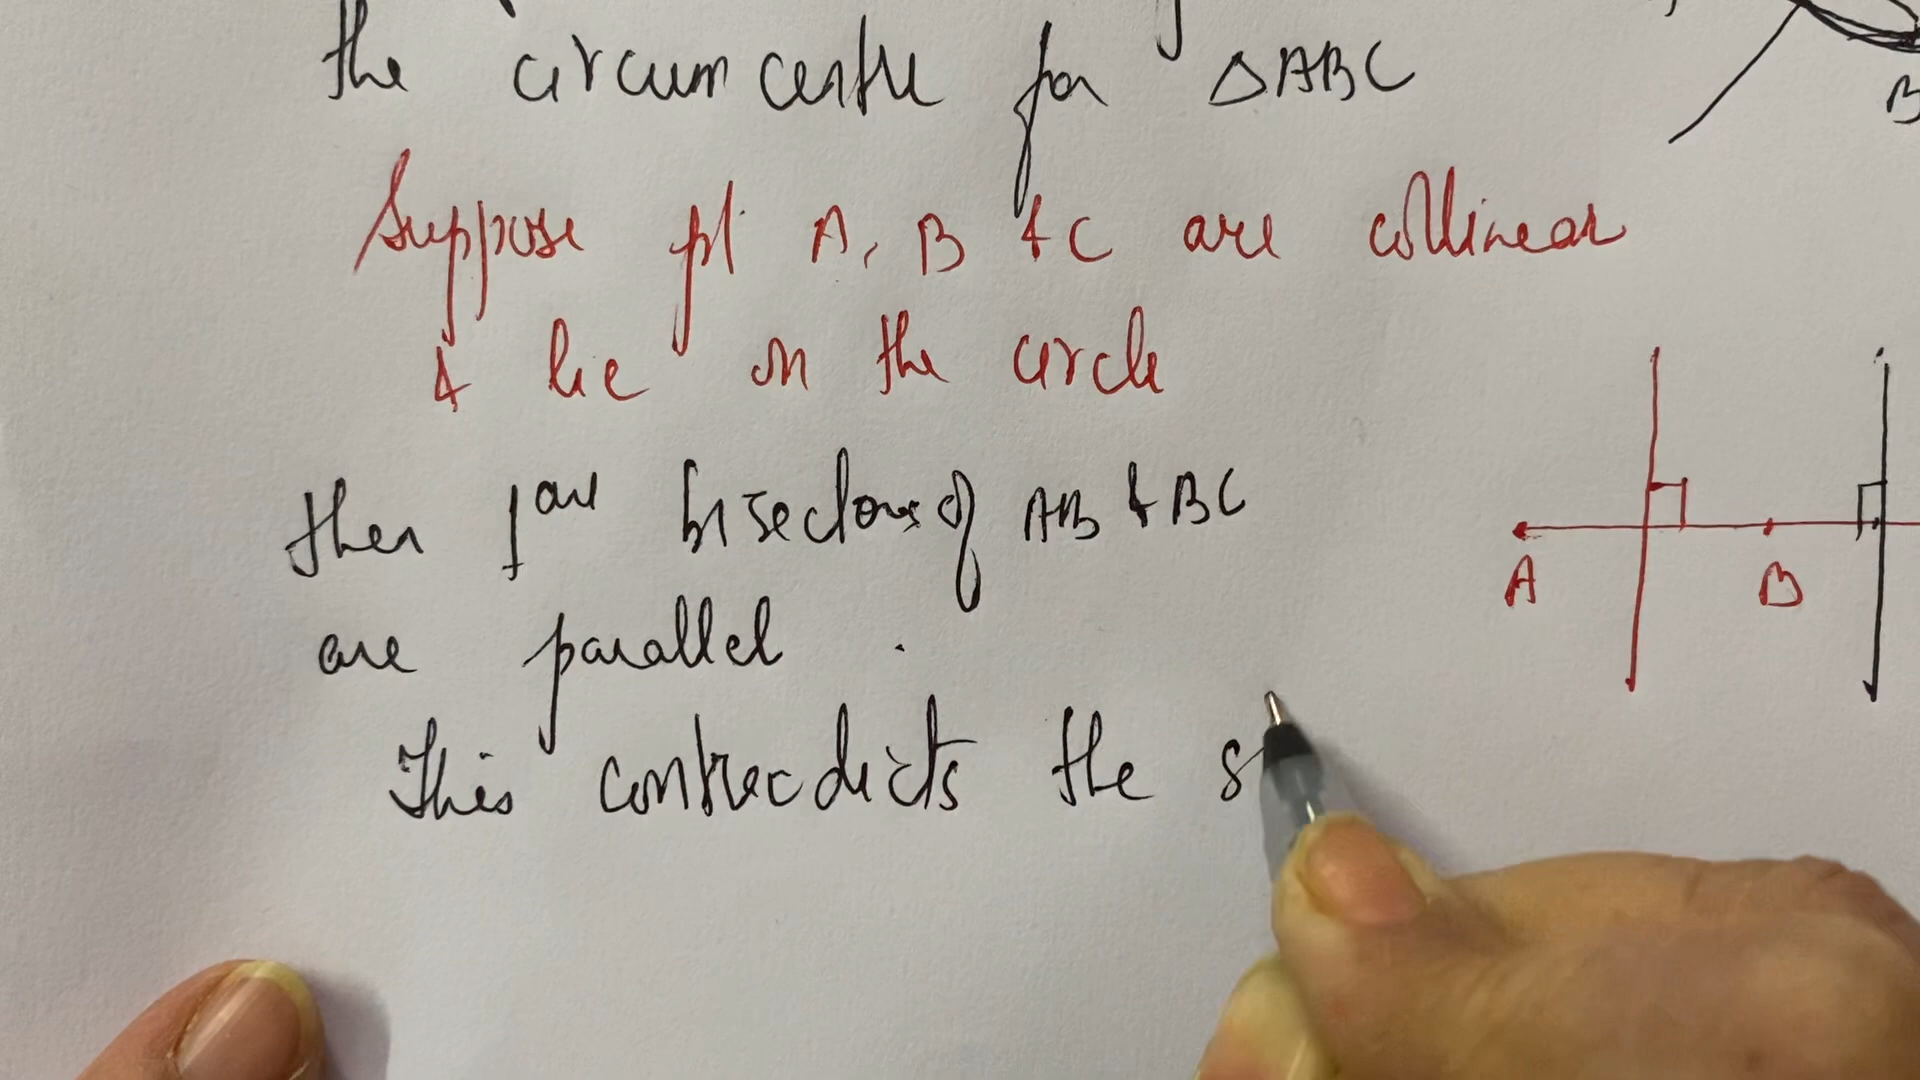 the circumcentre for △ABC
B
Suppose pt A, B & C are collinear
& lie on the circle
then ⊥ar bisectors of AB & BC
A B
are parallel.
This contradicts the s